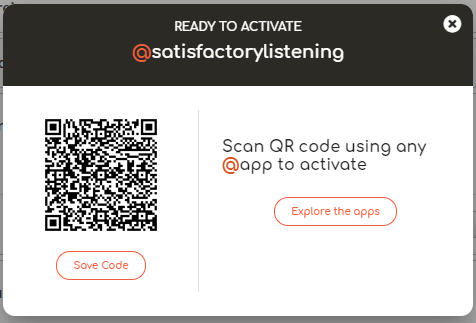 READY TO ACTIVATE
@satisfactorylistening
Scan QR code using any
@app to activate
Explore the apps
Save Code